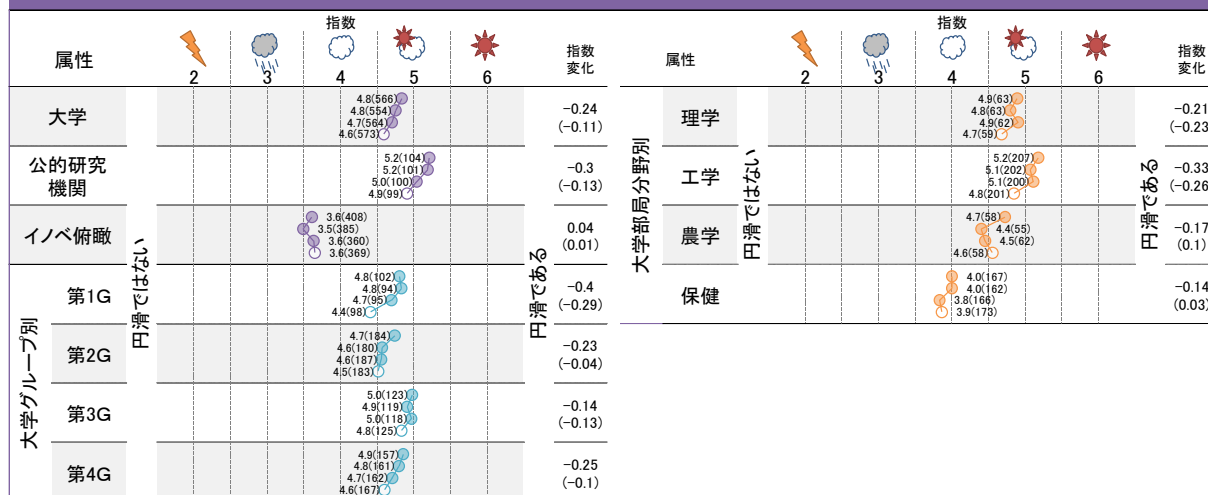 属性
指数
2 3 4 5 6
指数
変化
円滑ではない
円滑である
大学
4.8(566)
4.8(554)
4.7(564)
4.6(573)
-0.24
(-0.11)
公的研究
機関
5.2(104)
5.2(101)
5.0(100)
4.9(99)
-0.3
(-0.13)
イノベ俯瞰
3.6(408)
3.5(385)
3.6(360)
3.6(369)
0.04
(0.01)
大学グループ別
第1G
4.8(102)
4.8(94)
4.7(95)
4.4(98)
-0.4
(-0.29)
第2G
4.7(184)
4.6(180)
4.6(187)
4.5(183)
-0.23
(-0.04)
第3G
5.0(123)
4.9(119)
5.0(118)
4.8(125)
-0.14
(-0.13)
第4G
4.9(157)
4.8(161)
4.7(162)
4.6(167)
-0.25
(-0.1)
属性
指数
2 3 4 5 6
指数
変化
大学部局分野別
円滑ではない
円滑である
理学
4.9(63)
4.8(63)
4.9(62)
4.7(59)
-0.21
(-0.23)
工学
5.2(207)
5.1(202)
5.1(200)
4.8(201)
-0.33
(-0.26)
農学
4.7(58)
4.4(55)
4.5(62)
4.6(58)
-0.17
(0.1)
保健
4.0(167)
4.0(162)
3.8(166)
3.9(173)
-0.14
(0.03)